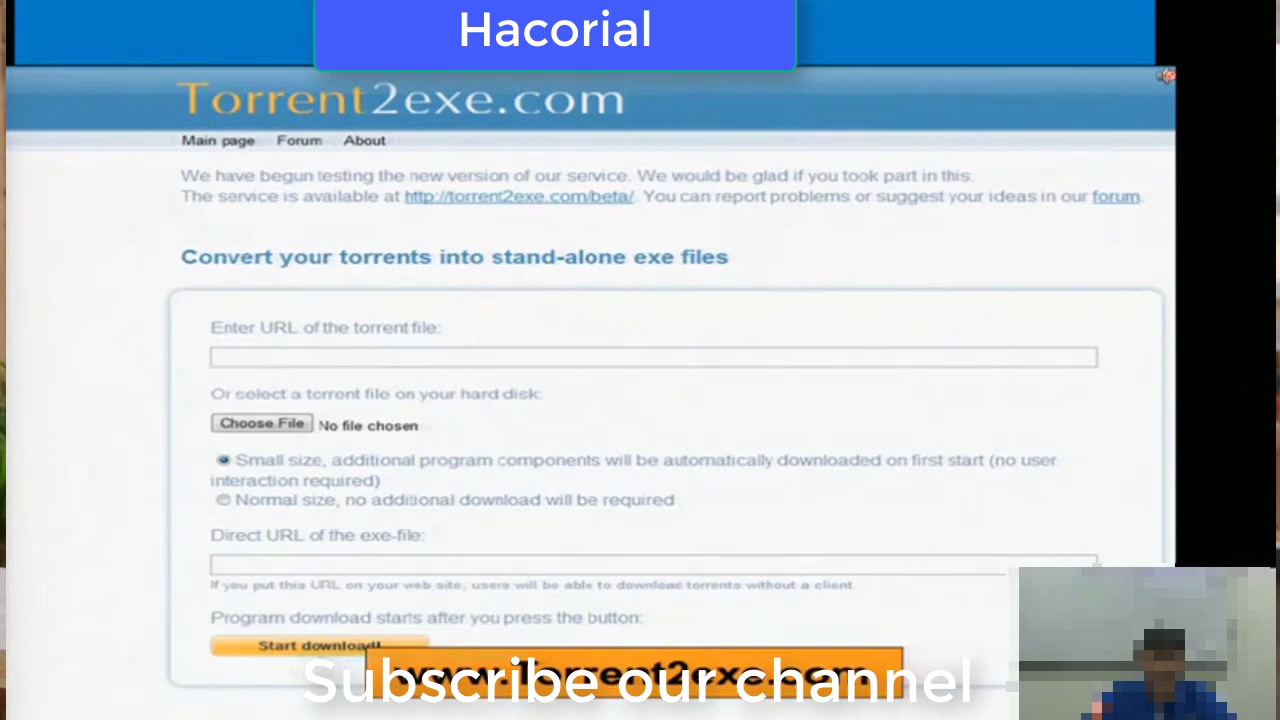 Hacorial
Torrent2exe.com
Main page Forum About
We have begun testing the new version of our service. We would be glad if you took part in this.
The service is available at http://torrent2exe.com/beta/. You can report problems or suggest your ideas in our forum.
Convert your torrents into stand-alone exe files
Enter URL of the torrent file:
Or select a torrent file on your hard disk:
Choose File No file chosen
Small size, additional program components will be automatically downloaded on first start (no user
interaction required)
Normal size, no additional download will be required
Direct URL of the exe-file:
If you put this URL on your web site, users will be able to download torrents without a client.
Program download starts after you press the button:
Start download!
www.Torrent2exe.com
Subscribe our channel